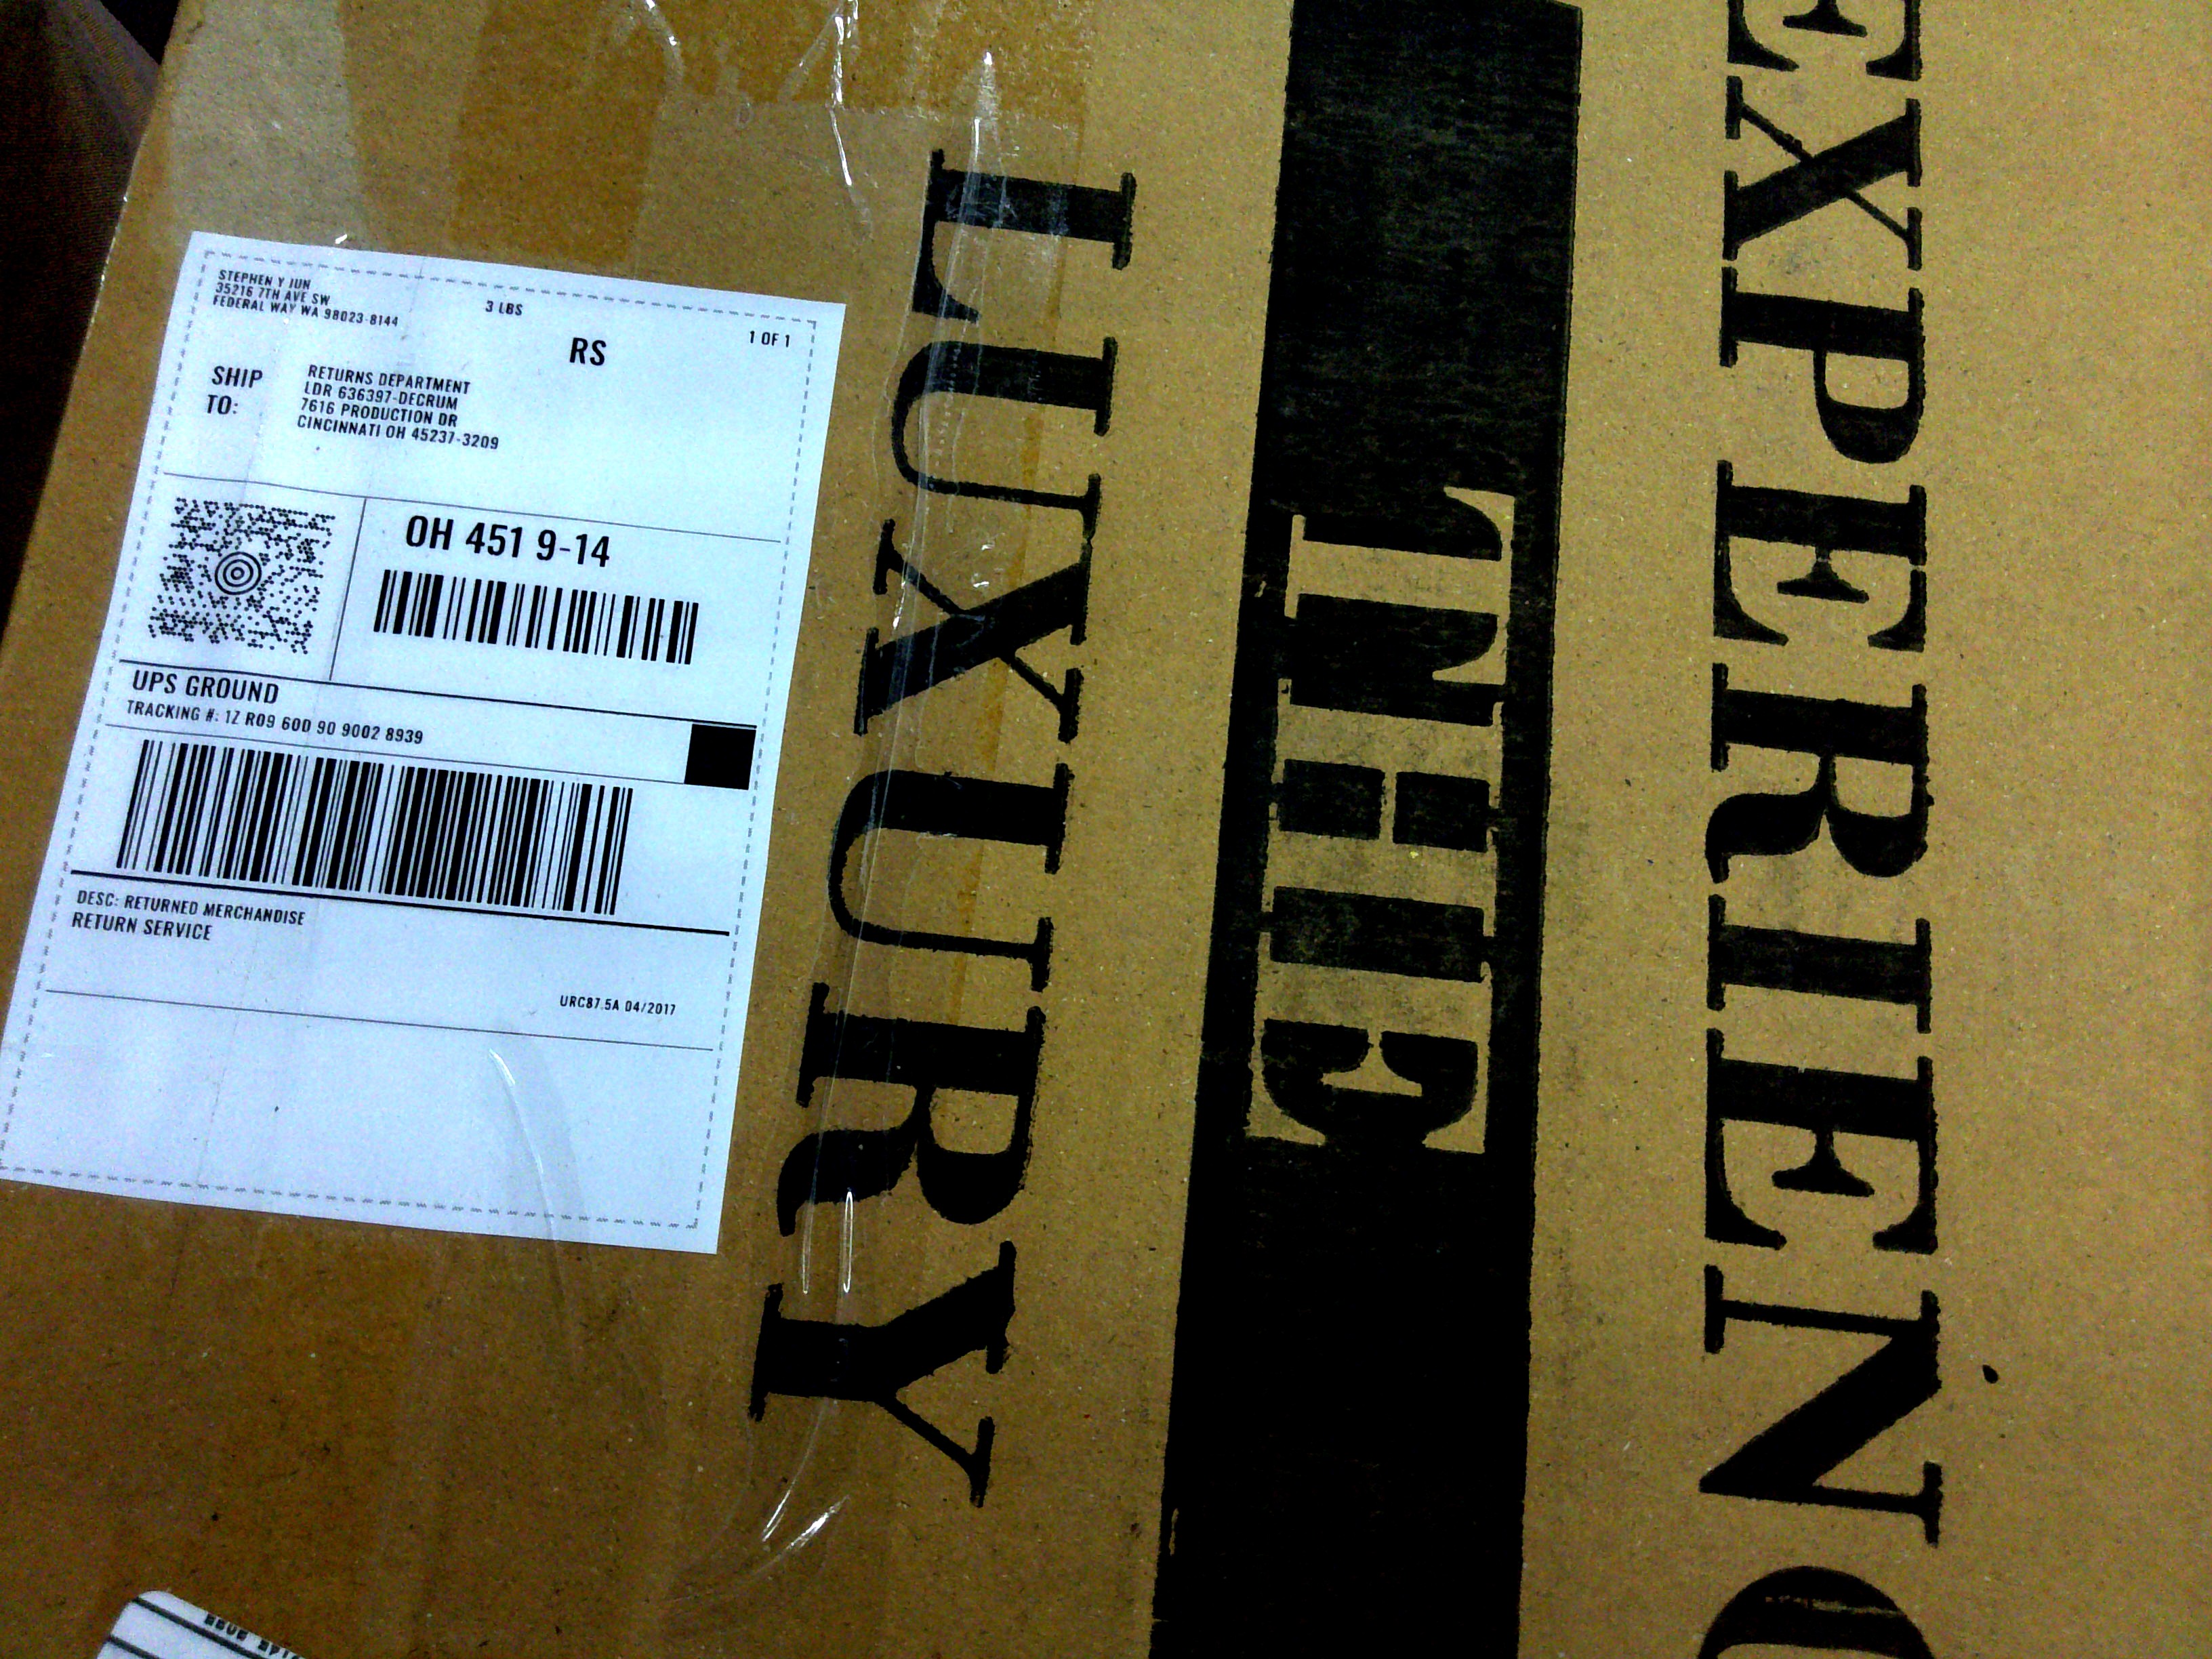 STEPHEN Y JUN
35216 7TH AVE SW
FEDERAL WAY WA 98023-8144
3 LBS
1 OF 1
RS
SHIP TO:
RETURNS DEPARTMENT
LDR 636397-DECRUM
7616 PRODUCTION DR
CINCINNATI OH 45237-3209
OH 451 9-14
UPS GROUND
TRACKING #: 1Z R09 60D 90 9002 8939
DESC: RETURNED MERCHANDISE
RETURN SERVICE
URC87.5A 04/2017
EXPERIENC
THE
LUXURY